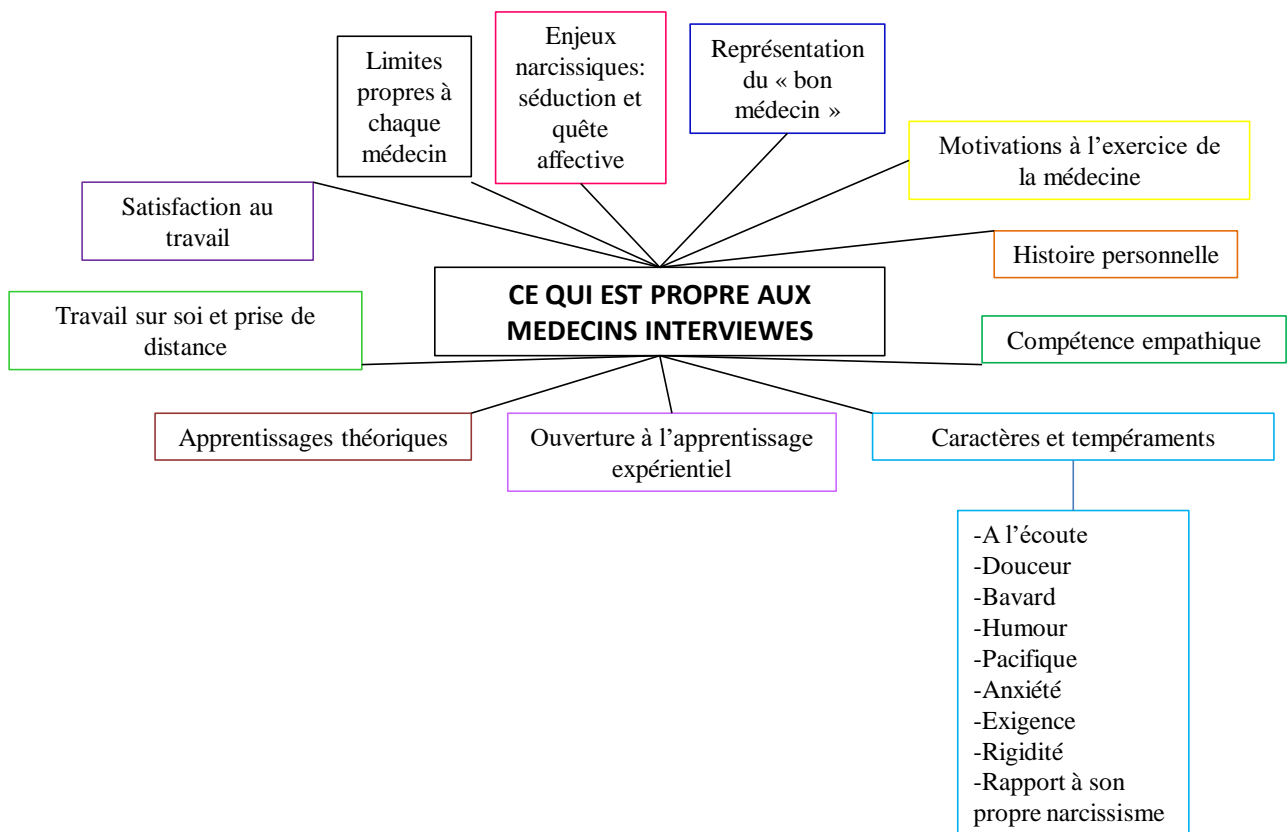 Limites
propres à
chaque
médecin
Enjeux
narcissiques:
séduction et
quête
affective
Représentation
du « bon
médecin »
Motivations à l’exercice de
la médecine
Satisfaction au
travail
Histoire personnelle
CE QUI EST PROPRE AUX
MEDECINS INTERVIEWES
Travail sur soi et prise de
distance
Compétence empathique
Apprentissages théoriques
Ouverture à l’apprentissage
expérientiel
Caractères et tempéraments
-A l’écoute
-Douceur
-Bavard
-Humour
-Pacifique
-Anxiété
-Exigence
-Rigidité
-Rapport à son
propre narcissisme